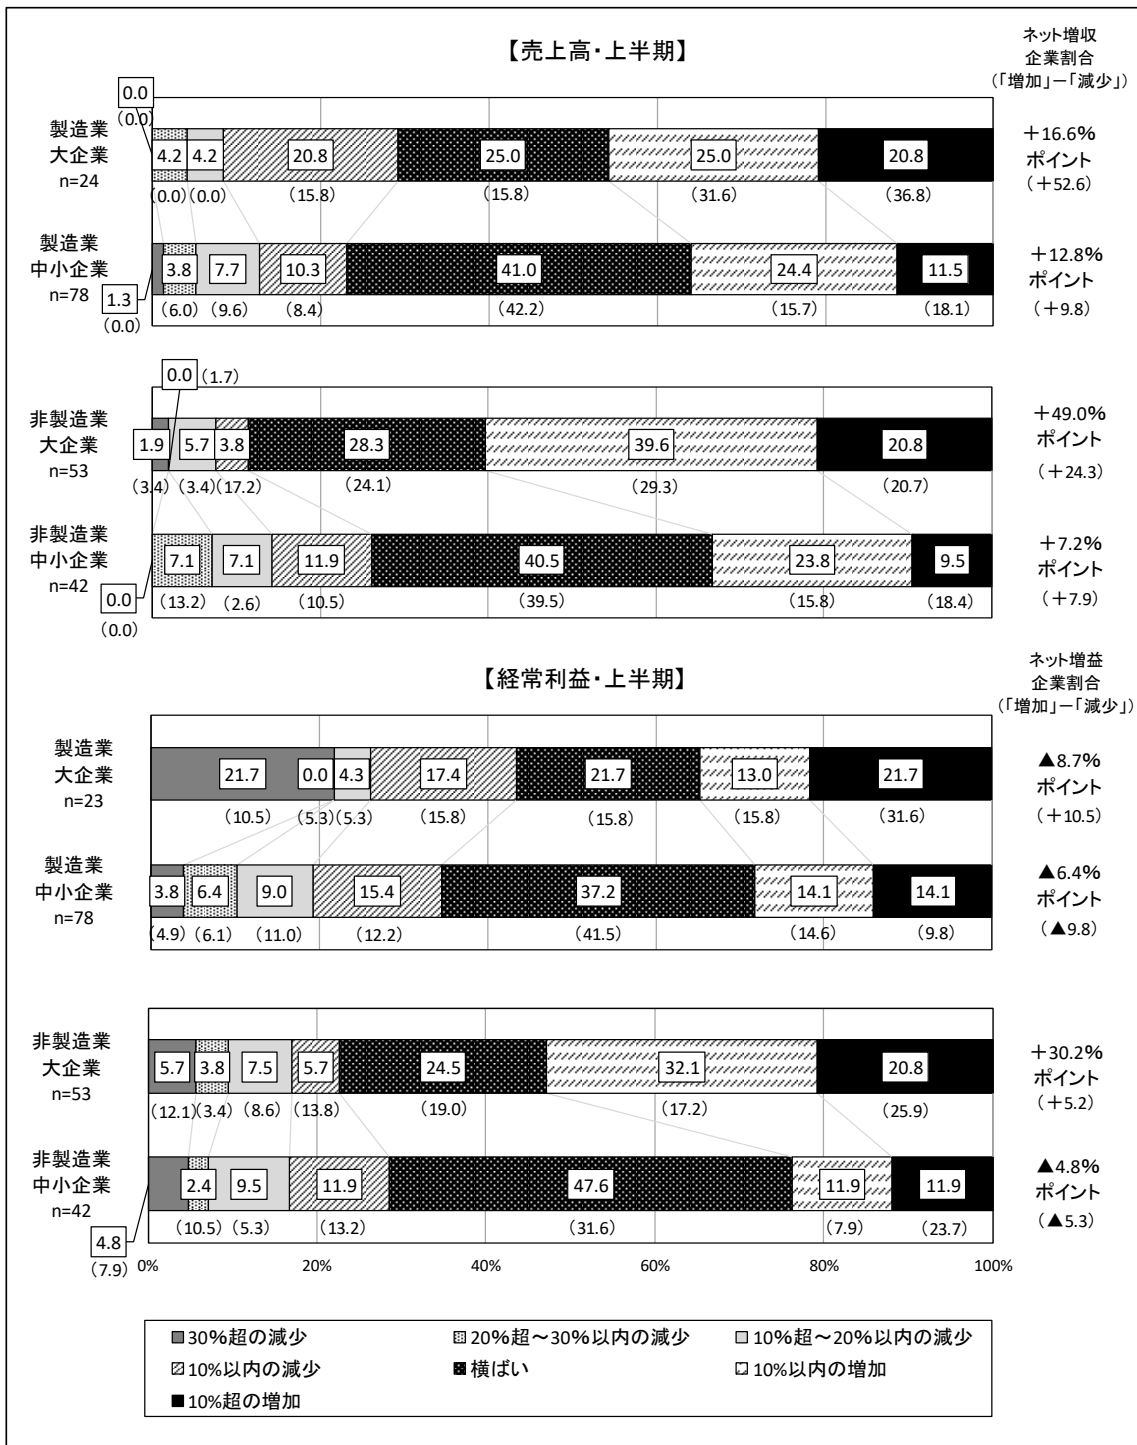 【売上高・上半期】
ネット増収
企業割合
（「増加」－「減少」）
0.0
（0.0）
製造業
大企業
n=24
4.2 4.2 20.8 25.0 25.0 20.8
（0.0）（0.0） （15.8） （15.8） （31.6） （36.8）
＋16.6%
ポイント
（＋52.6）
製造業
中小企業
n=78
1.3
（0.0）
3.8 7.7 10.3 41.0 24.4 11.5
（6.0） （9.6） （8.4） （42.2） （15.7） （18.1）
＋12.8%
ポイント
（＋9.8）
0.0 （1.7）
非製造業
大企業
n=53
1.9 5.7 3.8 28.3 39.6 20.8
（3.4） （3.4）（17.2） （24.1） （29.3） （20.7）
＋49.0%
ポイント
（＋24.3）
非製造業
中小企業
n=42
0.0
（0.0）
7.1 7.1 11.9 40.5 23.8 9.5
（13.2） （2.6） （10.5） （39.5） （15.8） （18.4）
＋7.2%
ポイント
（＋7.9）
【経常利益・上半期】
ネット増益
企業割合
（「増加」－「減少」）
製造業
大企業
n=23
21.7 0.0 4.3 17.4 21.7 13.0 21.7
（10.5） （5.3）（5.3） （15.8） （15.8） （15.8） （31.6）
▲8.7%
ポイント
（＋10.5）
製造業
中小企業
n=78
3.8 6.4 9.0 15.4 37.2 14.1 14.1
（4.9） （6.1） （11.0） （12.2） （41.5） （14.6） （9.8）
▲6.4%
ポイント
（▲9.8）
非製造業
大企業
n=53
5.7 3.8 7.5 5.7 24.5 32.1 20.8
（12.1）（3.4） （8.6） （13.8） （19.0） （17.2） （25.9）
＋30.2%
ポイント
（＋5.2）
非製造業
中小企業
n=42
4.8
（7.9）
2.4 9.5 11.9 47.6 11.9 11.9
（10.5） （5.3） （13.2） （31.6） （7.9） （23.7）
▲4.8%
ポイント
（▲5.3）
0% 20% 40% 60% 80% 100%
30%超の減少 20%超～30%以内の減少 10%超～20%以内の減少
10%以内の減少 横ばい 10%以内の増加
10%超の増加